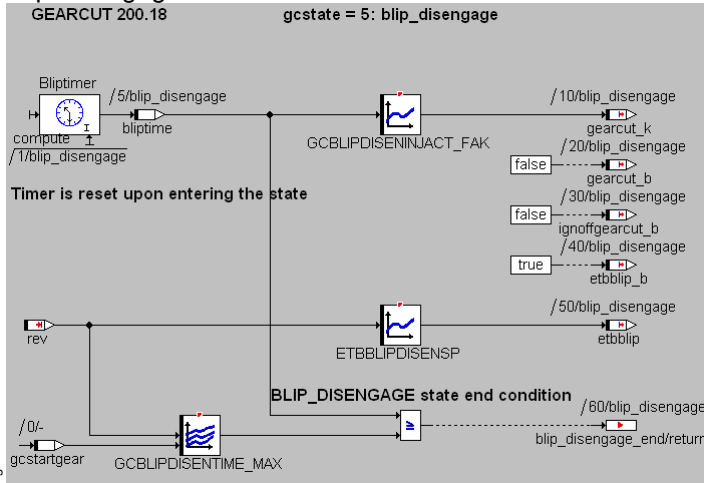 GEARCUT 200.18 gcstate = 5: blip_disengage
Bliptimer
/5/blip_disengage
bliptime
compute
I
/1/blip_disengage
GCBLIPDISENINJACT_FAK
/10/blip_disengage
gearcut_k
/20/blip_disengage
false
gearcut_b
Timer is reset upon entering the state
/30/blip_disengage
false
ignoffgearcut_b
/40/blip_disengage
true
etbblip_b
/50/blip_disengage
rev
ETBBLIPDISENSP
etbblip
BLIP_DISENGAGE state end condition
/60/blip_disengage
≥
blip_disengage_end/return
/0/-
gcstartgear
GCBLIPDISENTIME_MAX